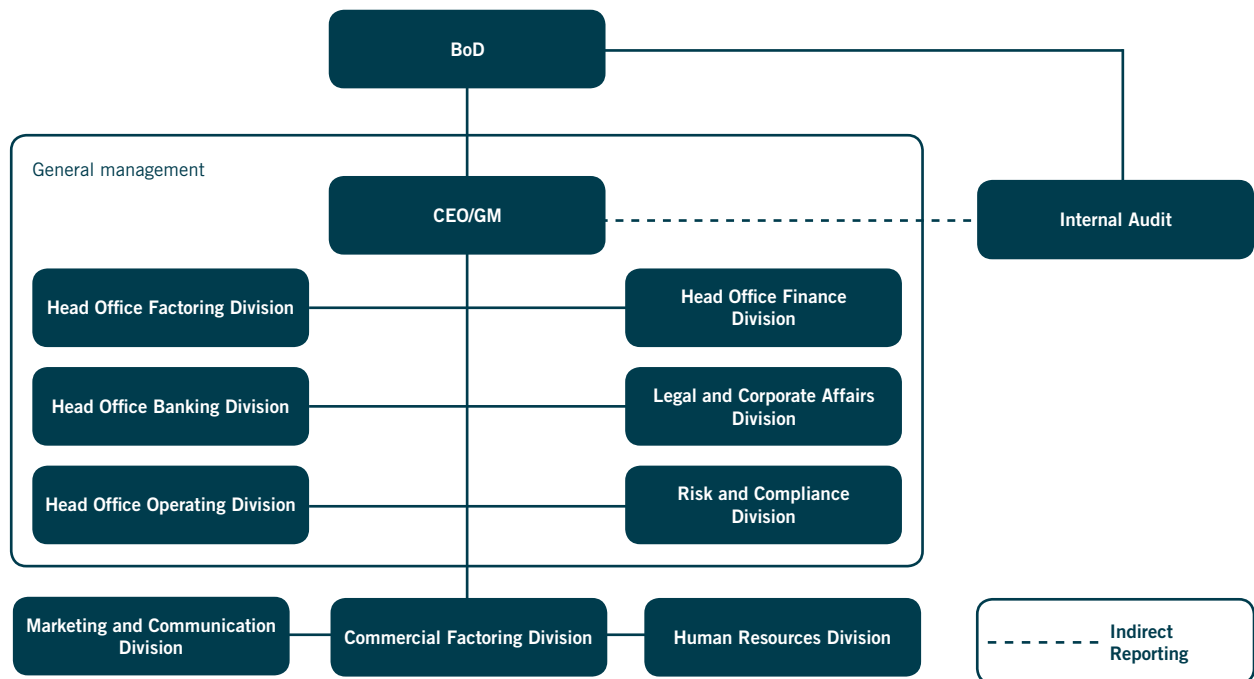 BoD
General management
CEO/GM
Internal Audit
Head Office Factoring Division
Head Office Finance
Division
Head Office Banking Division
Legal and Corporate Affairs
Division
Head Office Operating Division
Risk and Compliance
Division
Marketing and Communication
Division
Commercial Factoring Division
Human Resources Division
Indirect
Reporting